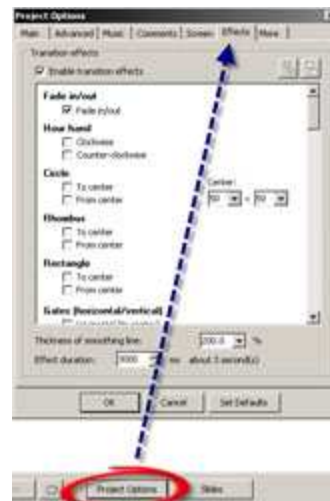 Project Options
Main Advanced Music Comments Screen Effects More
Transition effects
Enable transition effects
Fade in/out
Fade in/out
Hour hand
Clockwise
Counter-clockwise
Circle
To center
From center
Center:
50 x 50
Rhombus
To center
From center
Rectangle
To center
From center
Gates (horizontal/vertical)
Thickness of smoothing line: 200.0 %
Effect duration: 3000 ms about 3 second(s)
OK Cancel Set Defaults
Project Options Slides